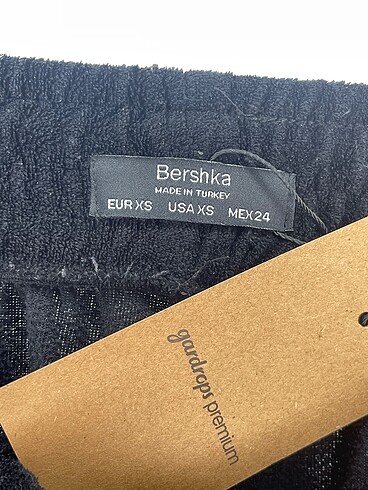 Bershka
MADE IN TURKEY
EUR XS USA XS MEX 24
gardrops premium